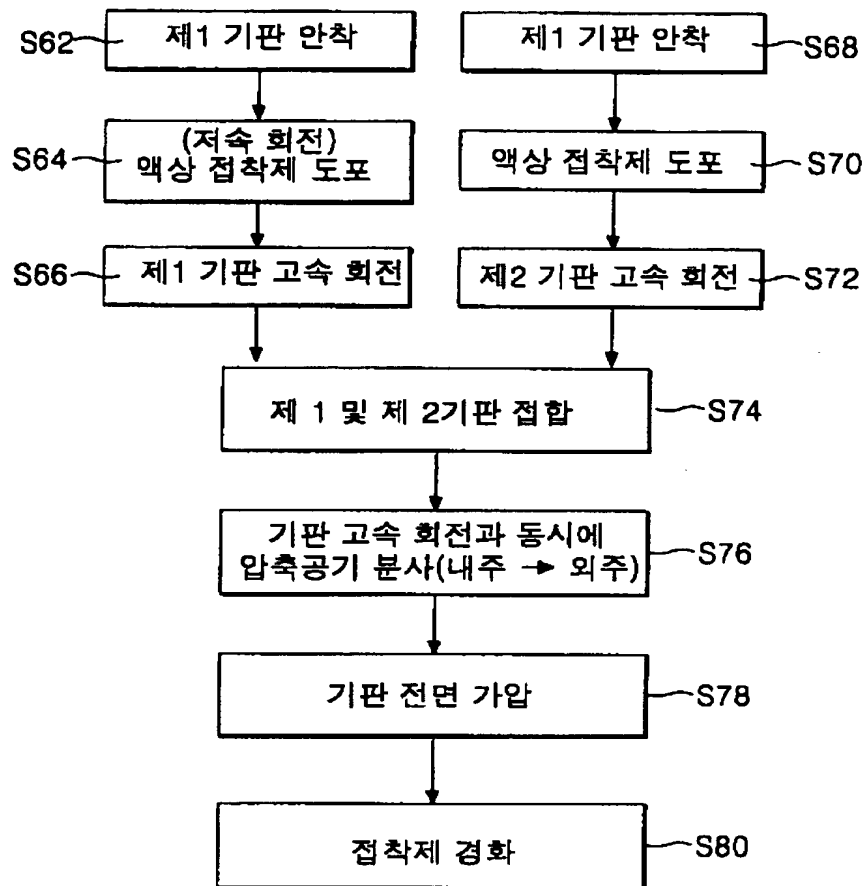 S62
제1 기판 안착
제1 기판 안착
S68
S64
(저속 회전)
액상 접착제 도포
액상 접착제 도포
S70
S66
제1 기판 고속 회전
제2 기판 고속 회전
S72
제 1 및 제 2기판 접합
S74
기판 고속 회전과 동시에
압축공기 분사(내주 → 외주)
S76
기판 전면 가압
S78
접착제 경화
S80